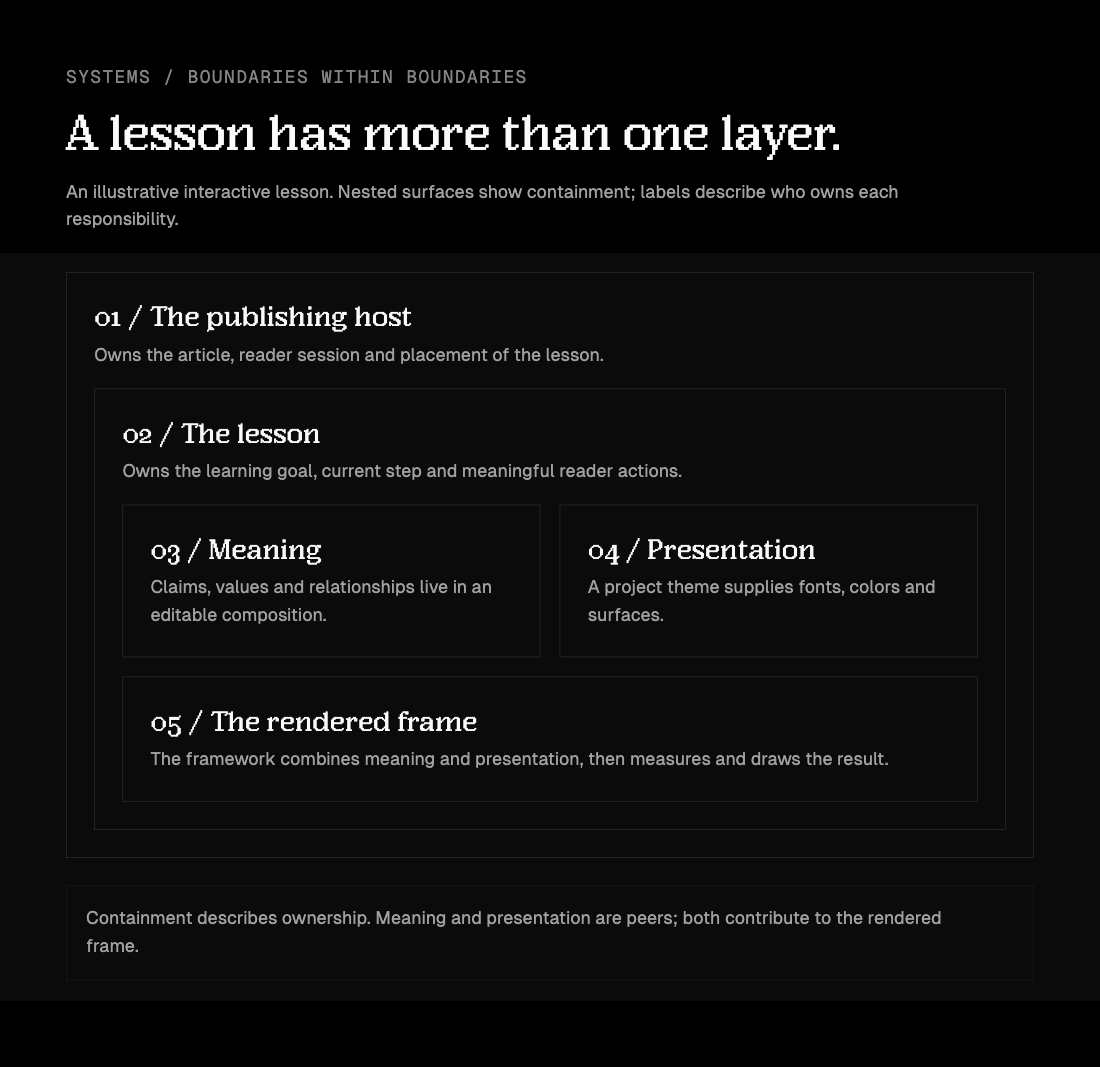 SYSTEMS / BOUNDARIES WITHIN BOUNDARIES
A lesson has more than one layer.
An illustrative interactive lesson. Nested surfaces show containment; labels describe who owns each
responsibility.
01 / The publishing host
Owns the article, reader session and placement of the lesson.
02 / The lesson
Owns the learning goal, current step and meaningful reader actions.
03 / Meaning
Claims, values and relationships live in an
editable composition.
04 / Presentation
A project theme supplies fonts, colors and
surfaces.
05 / The rendered frame
The framework combines meaning and presentation, then measures and draws the result.
Containment describes ownership. Meaning and presentation are peers; both contribute to the rendered
frame.